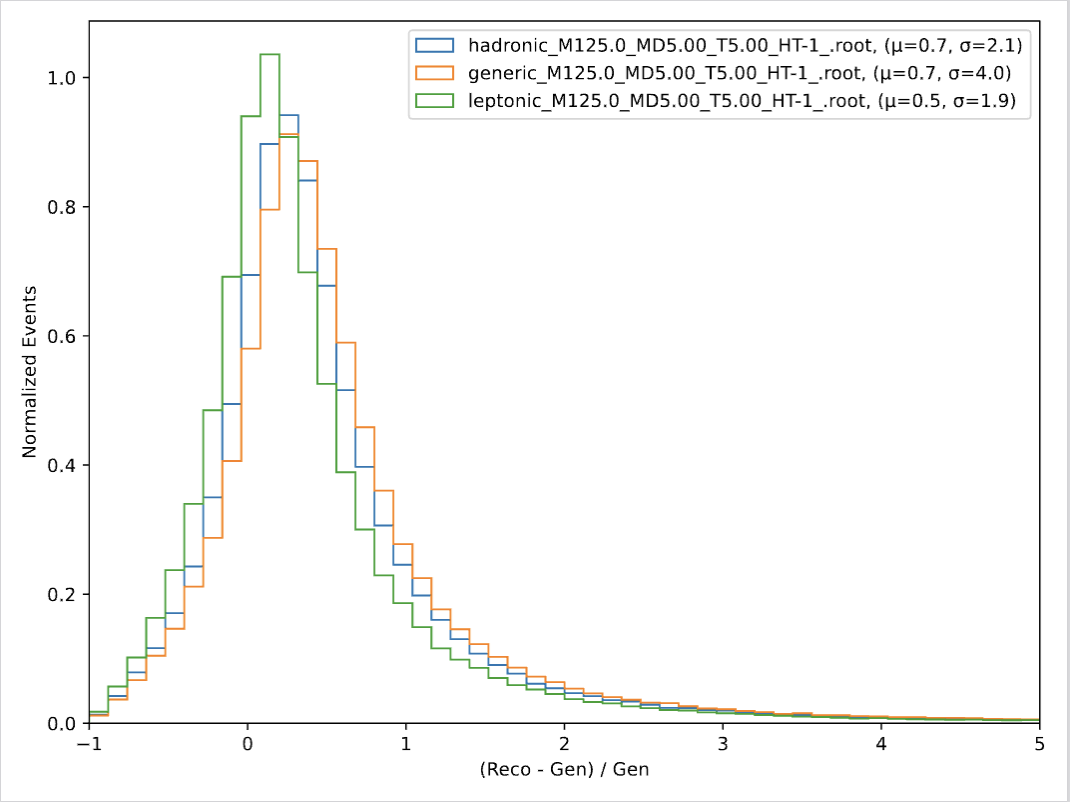 hadronic_M125.0_MD5.00_T5.00_HT-1_.root, (μ=0.7, σ=2.1)
generic_M125.0_MD5.00_T5.00_HT-1_.root, (μ=0.7, σ=4.0)
leptonic_M125.0_MD5.00_T5.00_HT-1_.root, (μ=0.5, σ=1.9)
1.0
0.8
0.6
0.4
0.2
0.0
Normalized Events
−1 0 1 2 3 4 5
(Reco - Gen) / Gen